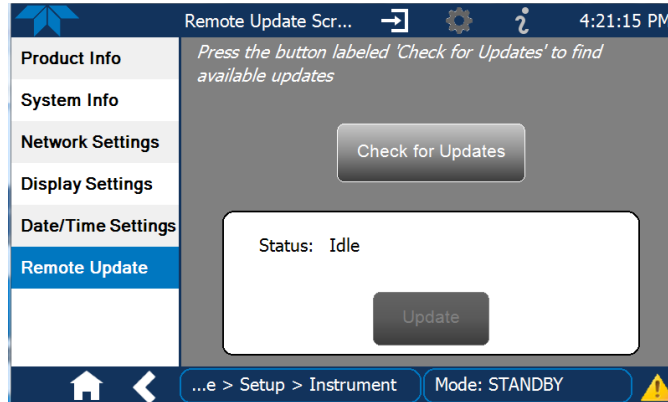 Remote Update Scr...
4:21:15 PM
Product Info
System Info
Network Settings
Display Settings
Date/Time Settings
Remote Update
Press the button labeled 'Check for Updates' to find
available updates
Check for Updates
Status: Idle
Update
...e > Setup > Instrument
Mode: STANDBY